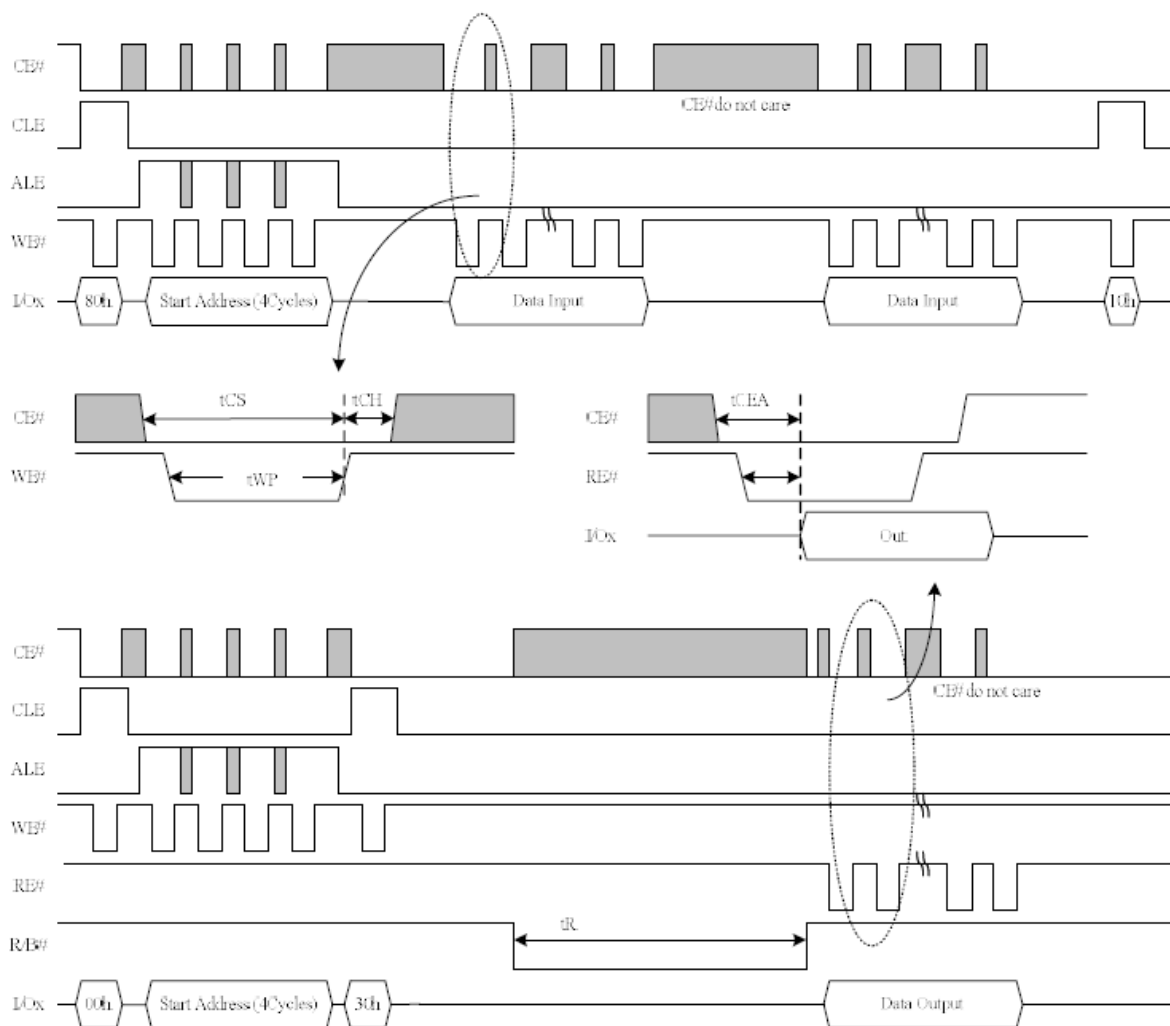 CE#
CE# do not care
CLE
ALE
WE#
I/Ox 80h Start Address (4Cycles) Data Input Data Input 10h
tCS tCH
CE#
tWP
WE#
tCEA
CE#
RE#
I/Ox Out
CE#
CE# do not care
CLE
ALE
WE#
RE#
tR
R/B#
I/Ox 00h Start Address (4Cycles) 30h Data Output